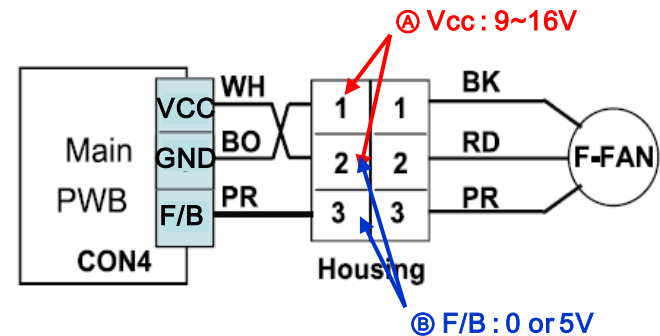 Ⓐ Vcc : 9~16V
Main
PWB
CON4
VCC
GND
F/B
WH
BO
PR
1 1
2 2
3 3
Housing
BK
RD
PR
F-FAN
Ⓑ F/B : 0 or 5V